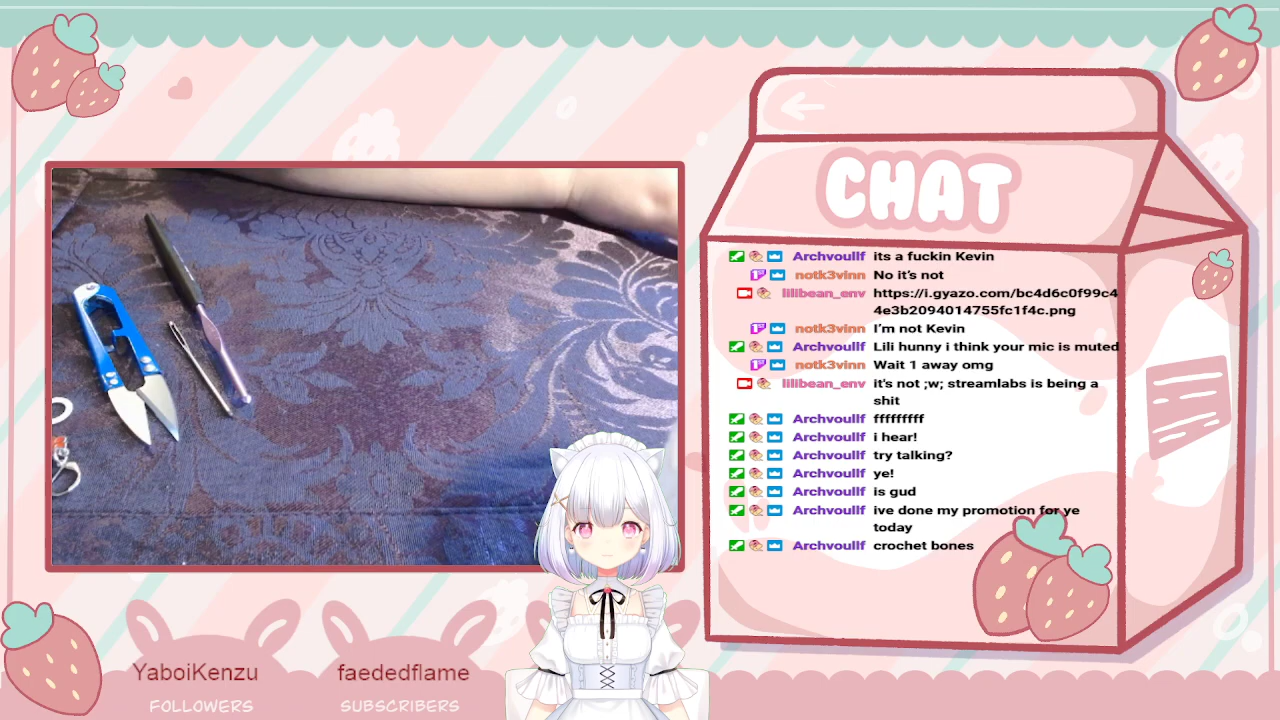 CHAT
Archvoullf its a fuckin Kevin
notk3vinn No it's not
lilibean_env https://i.gyazo.com/bc4d6c0f99c4
4e3b2094014755fc1f4c.png
notk3vinn I'm not Kevin
Archvoullf Lili hunny i think your mic is muted
notk3vinn Wait 1 away omg
lilibean_env it's not ;w; streamlabs is being a
shit
Archvoullf fffffffff
Archvoullf i hear!
Archvoullf try talking?
Archvoullf ye!
Archvoullf is gud
Archvoullf ive done my promotion for ye
today
Archvoullf crochet bones
YaboiKenzu faededflame
FOLLOWERS SUBSCRIBERS